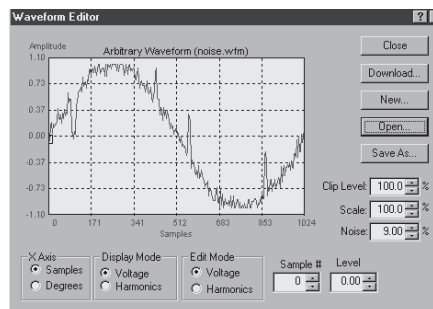 Waveform Editor ?
Amplitude
Arbitrary Waveform (noise.wfm)
1.10
0.73
0.37
0.00
-0.37
-0.73
-1.10
0 171 341 512 683 853 1024
Samples
Close
Download...
New...
Open...
Save As...
Clip Level: 100.0 %
Scale: 100.0 %
Noise: 9.00 %
X Axis
Samples
Degrees
Display Mode
Voltage
Harmonics
Edit Mode
Voltage
Harmonics
Sample # Level
0 0.00